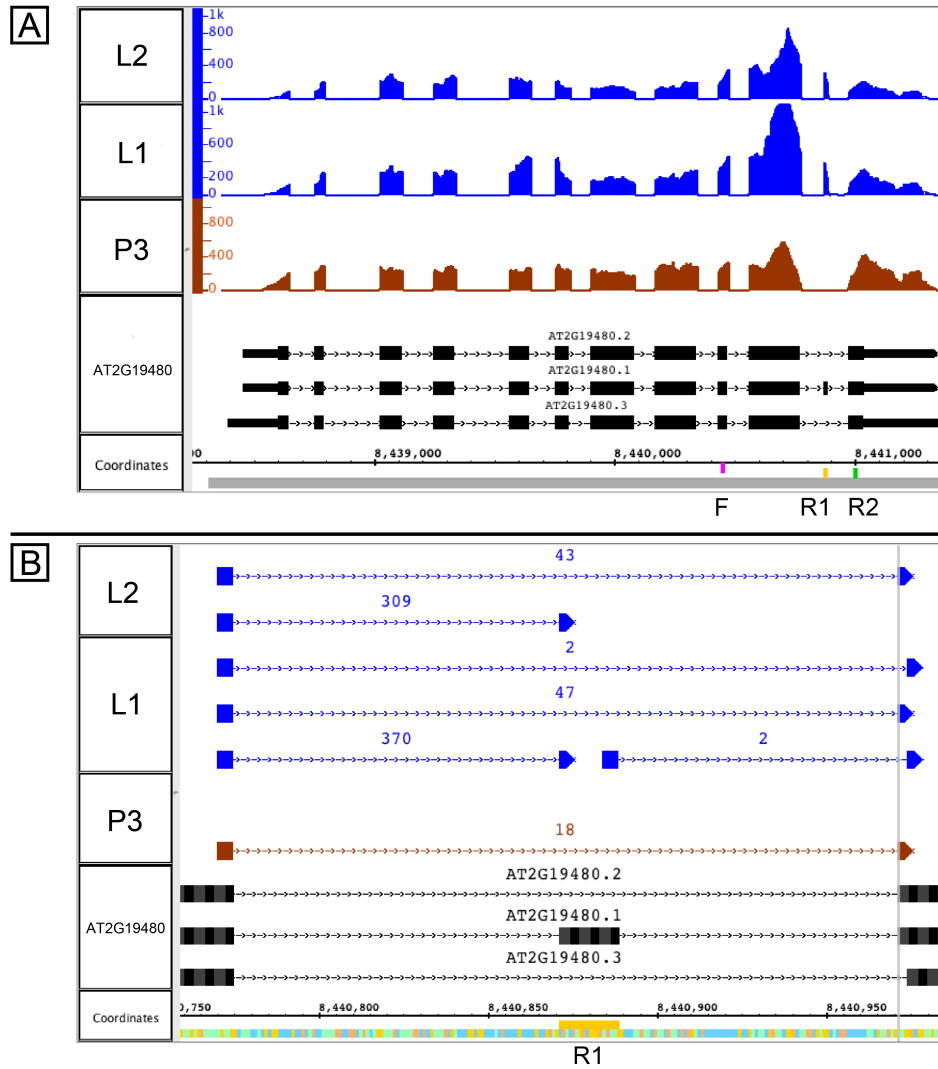 A
L2
1k
800
400
0
L1
1k
600
200
0
P3
800
400
0
AT2G19480
AT2G19480.2
AT2G19480.1
AT2G19480.3
Coordinates
00 8,439,000 8,440,000 8,441,000
F R1 R2
B
L2
43
309
L1
2
47
370 2
P3
18
AT2G19480
AT2G19480.2
AT2G19480.1
AT2G19480.3
Coordinates
0,750 8,440,800 8,440,850 8,440,900 8,440,950
R1